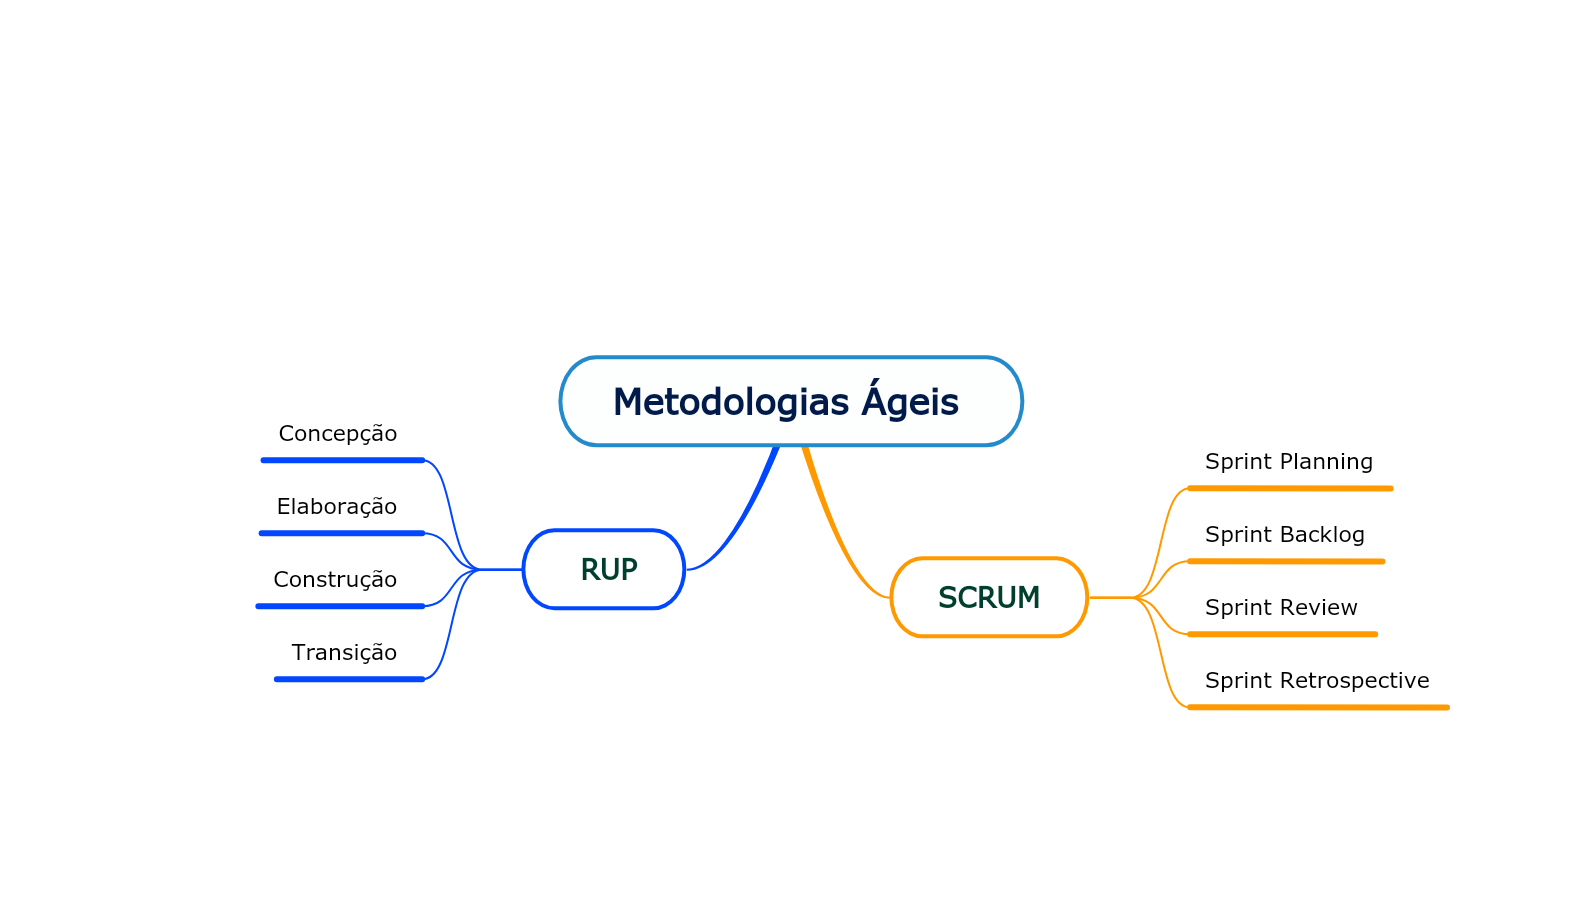 Metodologias Ágeis
RUP
Concepção
Elaboração
Construção
Transição
SCRUM
Sprint Planning
Sprint Backlog
Sprint Review
Sprint Retrospective